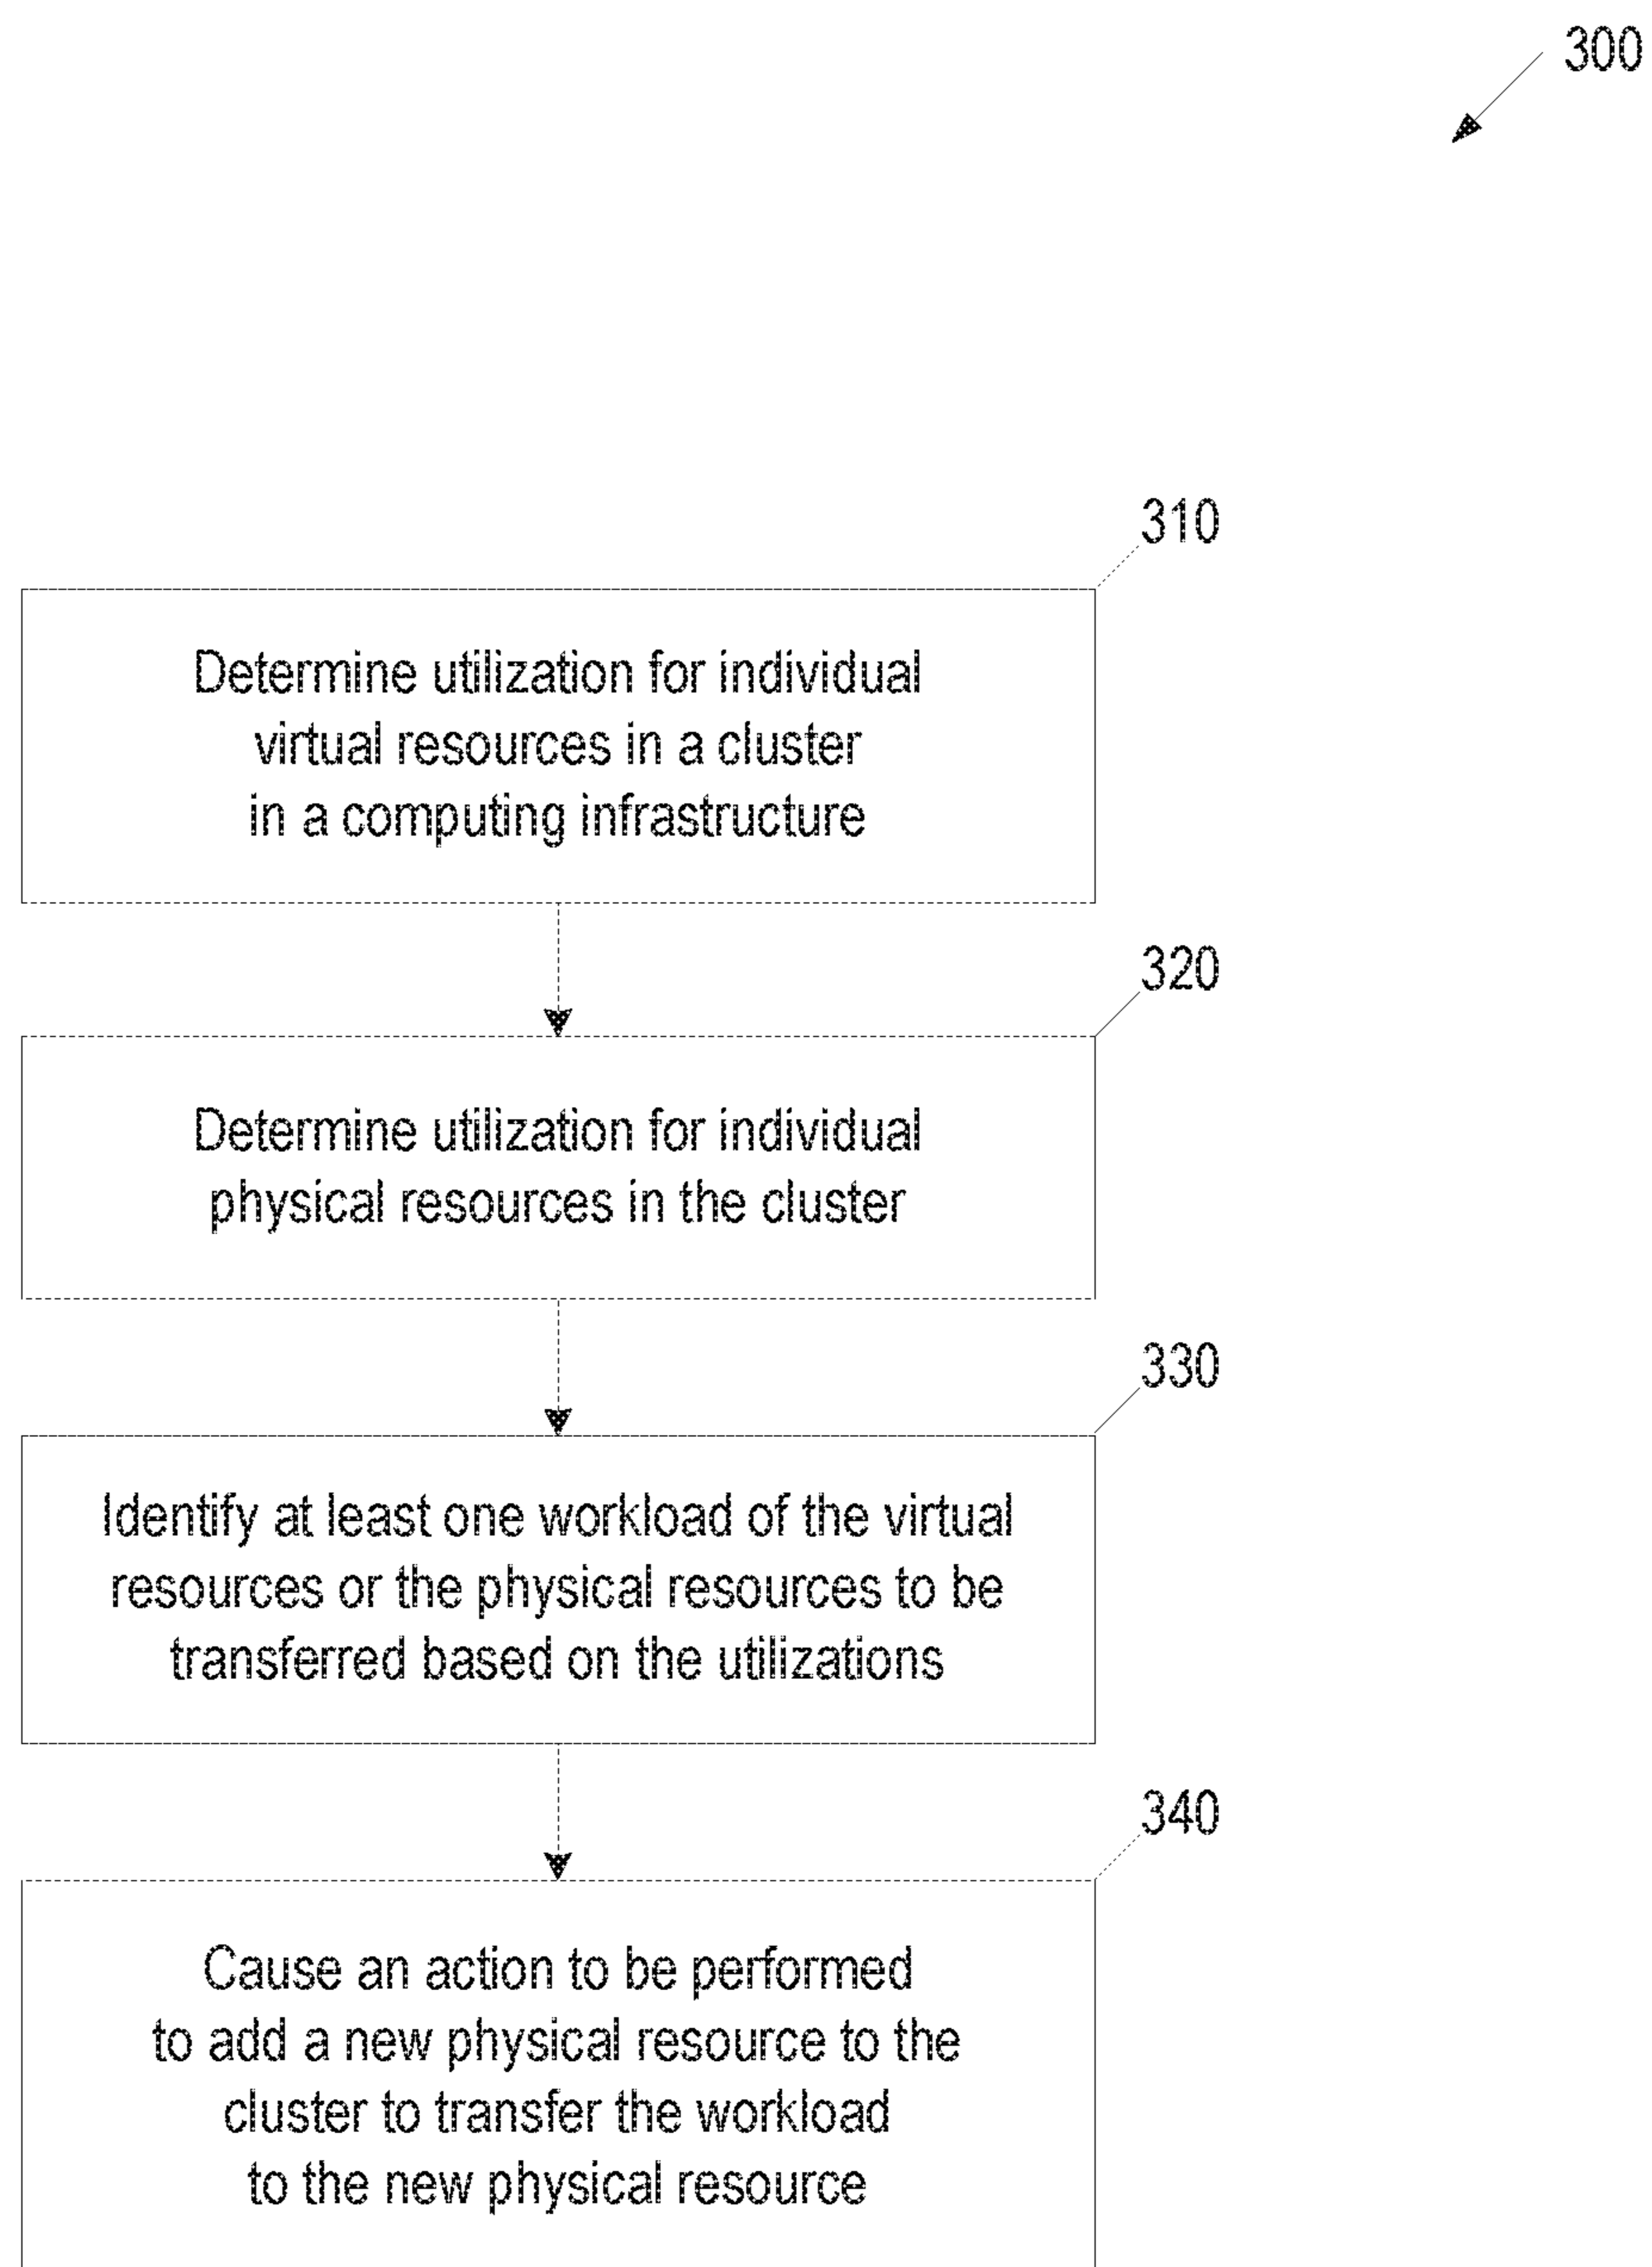 300
310
Determine utilization for individual
virtual resources in a cluster
in a computing infrastructure
320
Determine utilization for individual
physical resources in the cluster
330
Identify at least one workload of the virtual
resources or the physical resources to be
transferred based on the utilizations
340
Cause an action to be performed
to add a new physical resource to the
cluster to transfer the workload
to the new physical resource